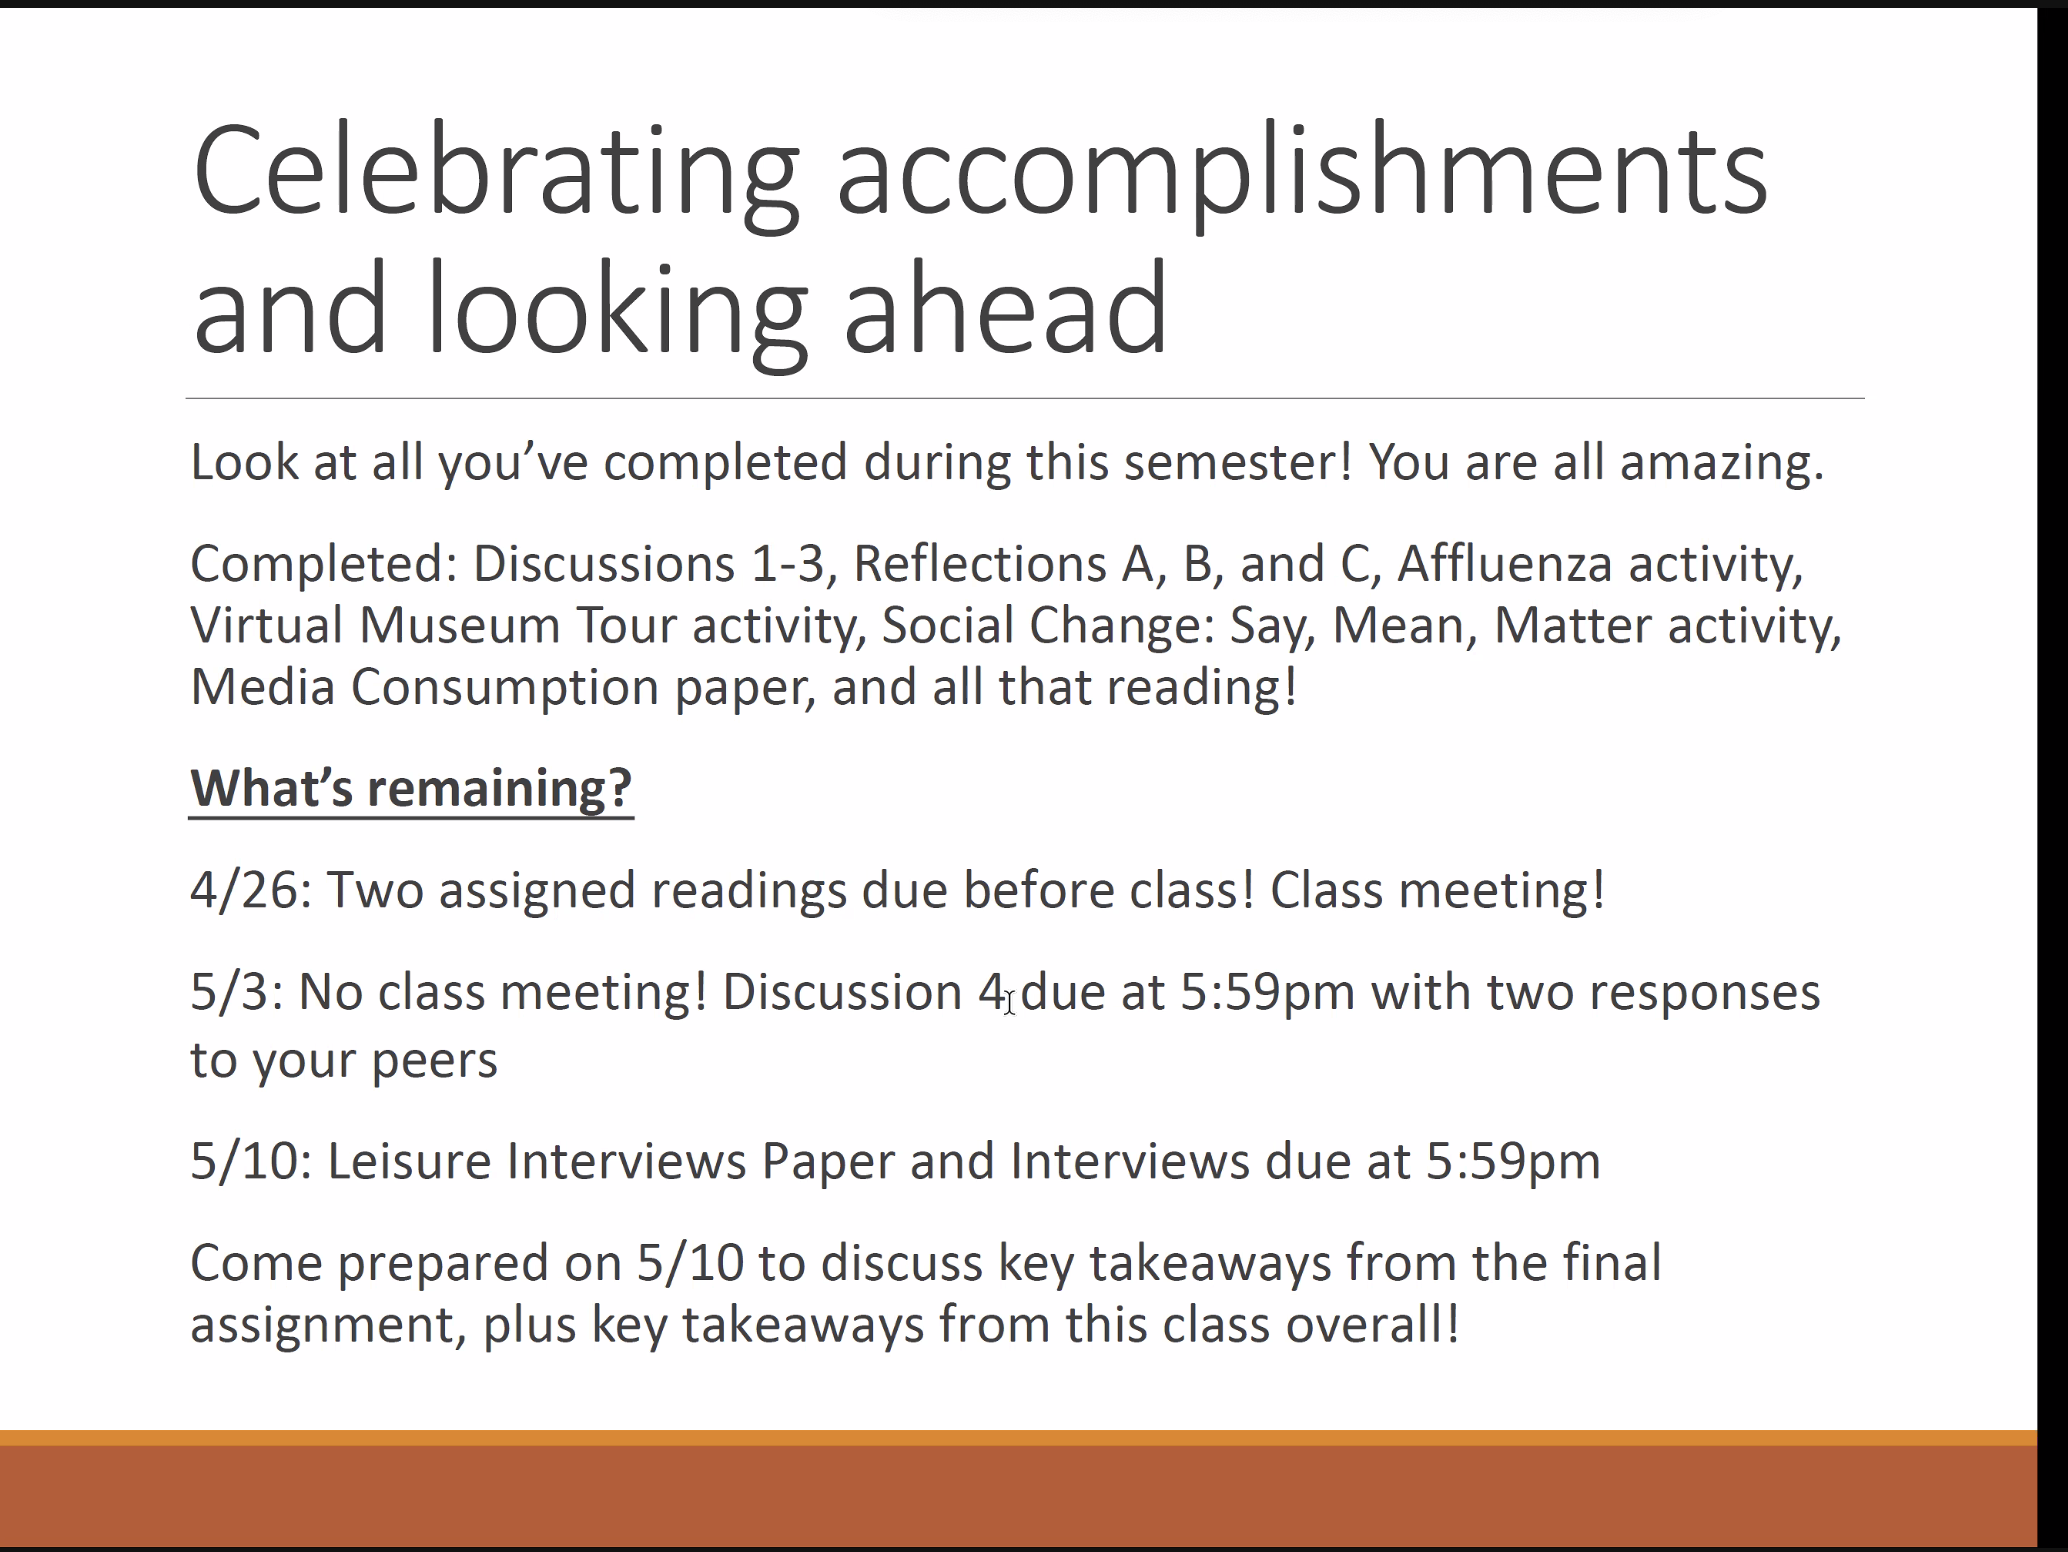 Celebrating accomplishments
and looking ahead
Look at all you’ve completed during this semester! You are all amazing.
Completed: Discussions 1-3, Reflections A, B, and C, Affluenza activity,
Virtual Museum Tour activity, Social Change: Say, Mean, Matter activity,
Media Consumption paper, and all that reading!
What’s remaining?
4/26: Two assigned readings due before class! Class meeting!
5/3: No class meeting! Discussion 4 due at 5:59pm with two responses
to your peers
5/10: Leisure Interviews Paper and Interviews due at 5:59pm
Come prepared on 5/10 to discuss key takeaways from the final
assignment, plus key takeaways from this class overall!